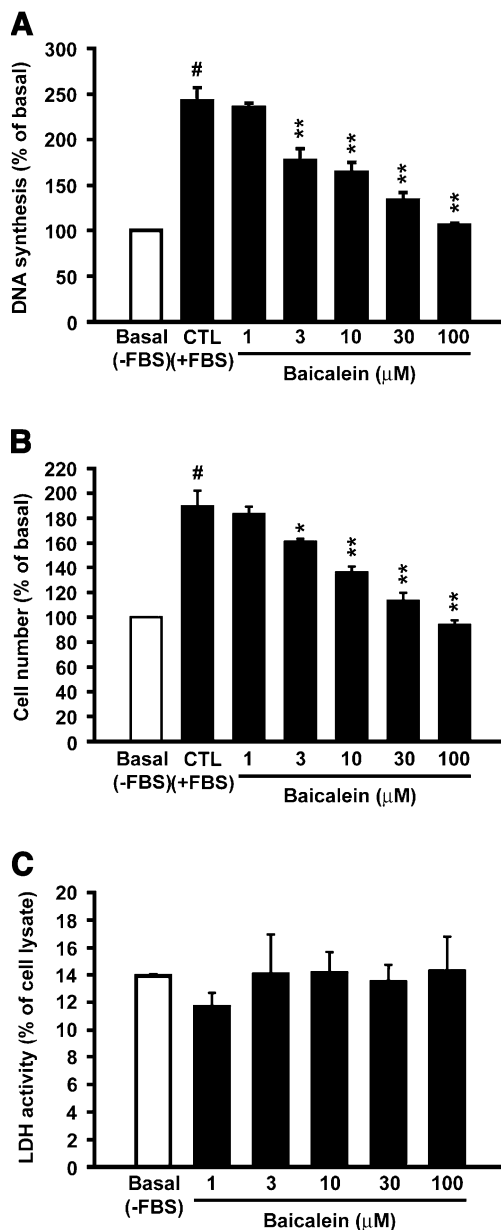 A
DNA synthesis (% of basal)
300
250
200
150
100
50
0
#
**
**
**
**
Basal CTL 1 3 10 30 100
(-FBS) (+FBS)
Baicalein (μM)
B
Cell number (% of basal)
220
200
180
160
140
120
100
80
60
40
20
0
#
*
**
**
**
Basal CTL 1 3 10 30 100
(-FBS) (+FBS)
Baicalein (μM)
C
LDH activity (% of cell lysate)
20
18
16
14
12
10
8
6
4
2
0
Basal 1 3 10 30 100
(-FBS)
Baicalein (μM)